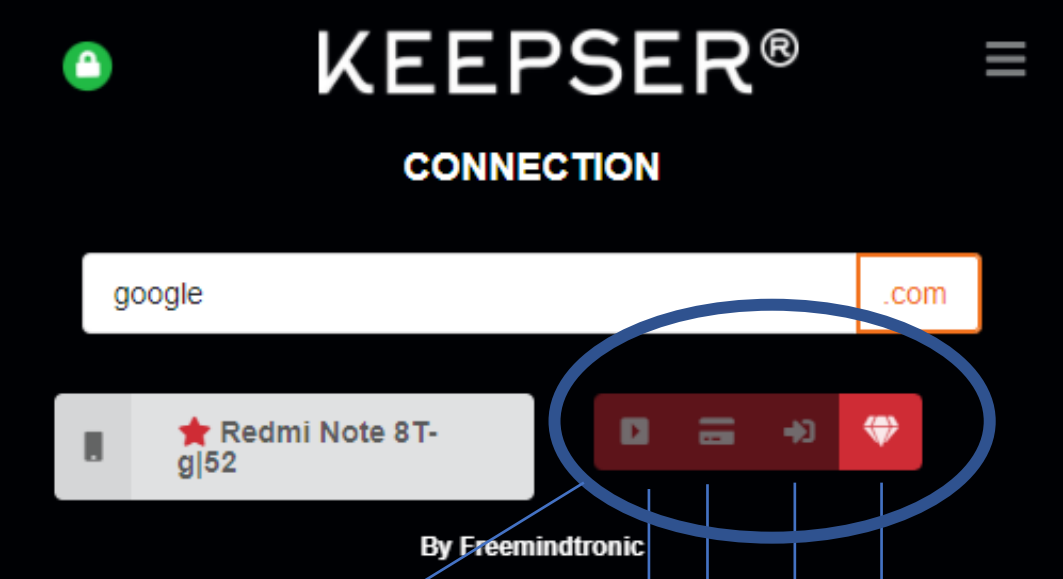 KEEPSER®
CONNECTION
google .com
Redmi Note 8T-
g|52
By Freemindtronic